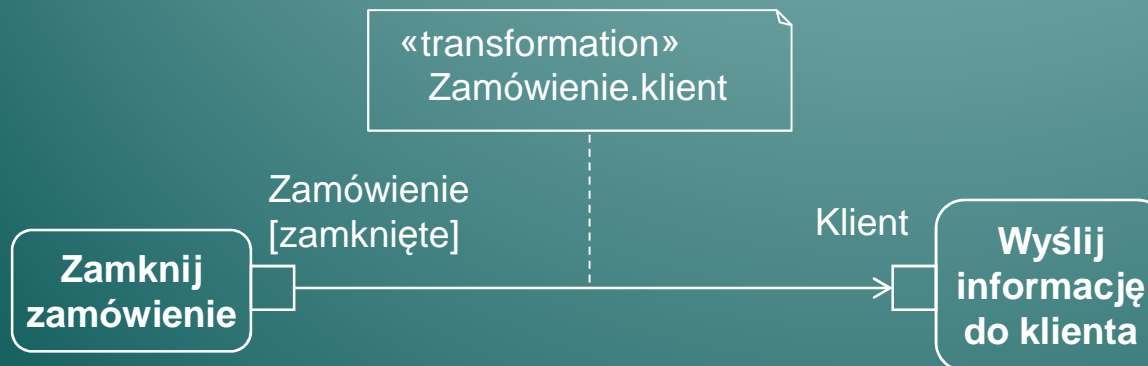 «transformation»
Zamówienie.klient
Zamówienie
[zamknięte]
Klient
Zamknij
zamówienie
Wyślij
informację
do klienta